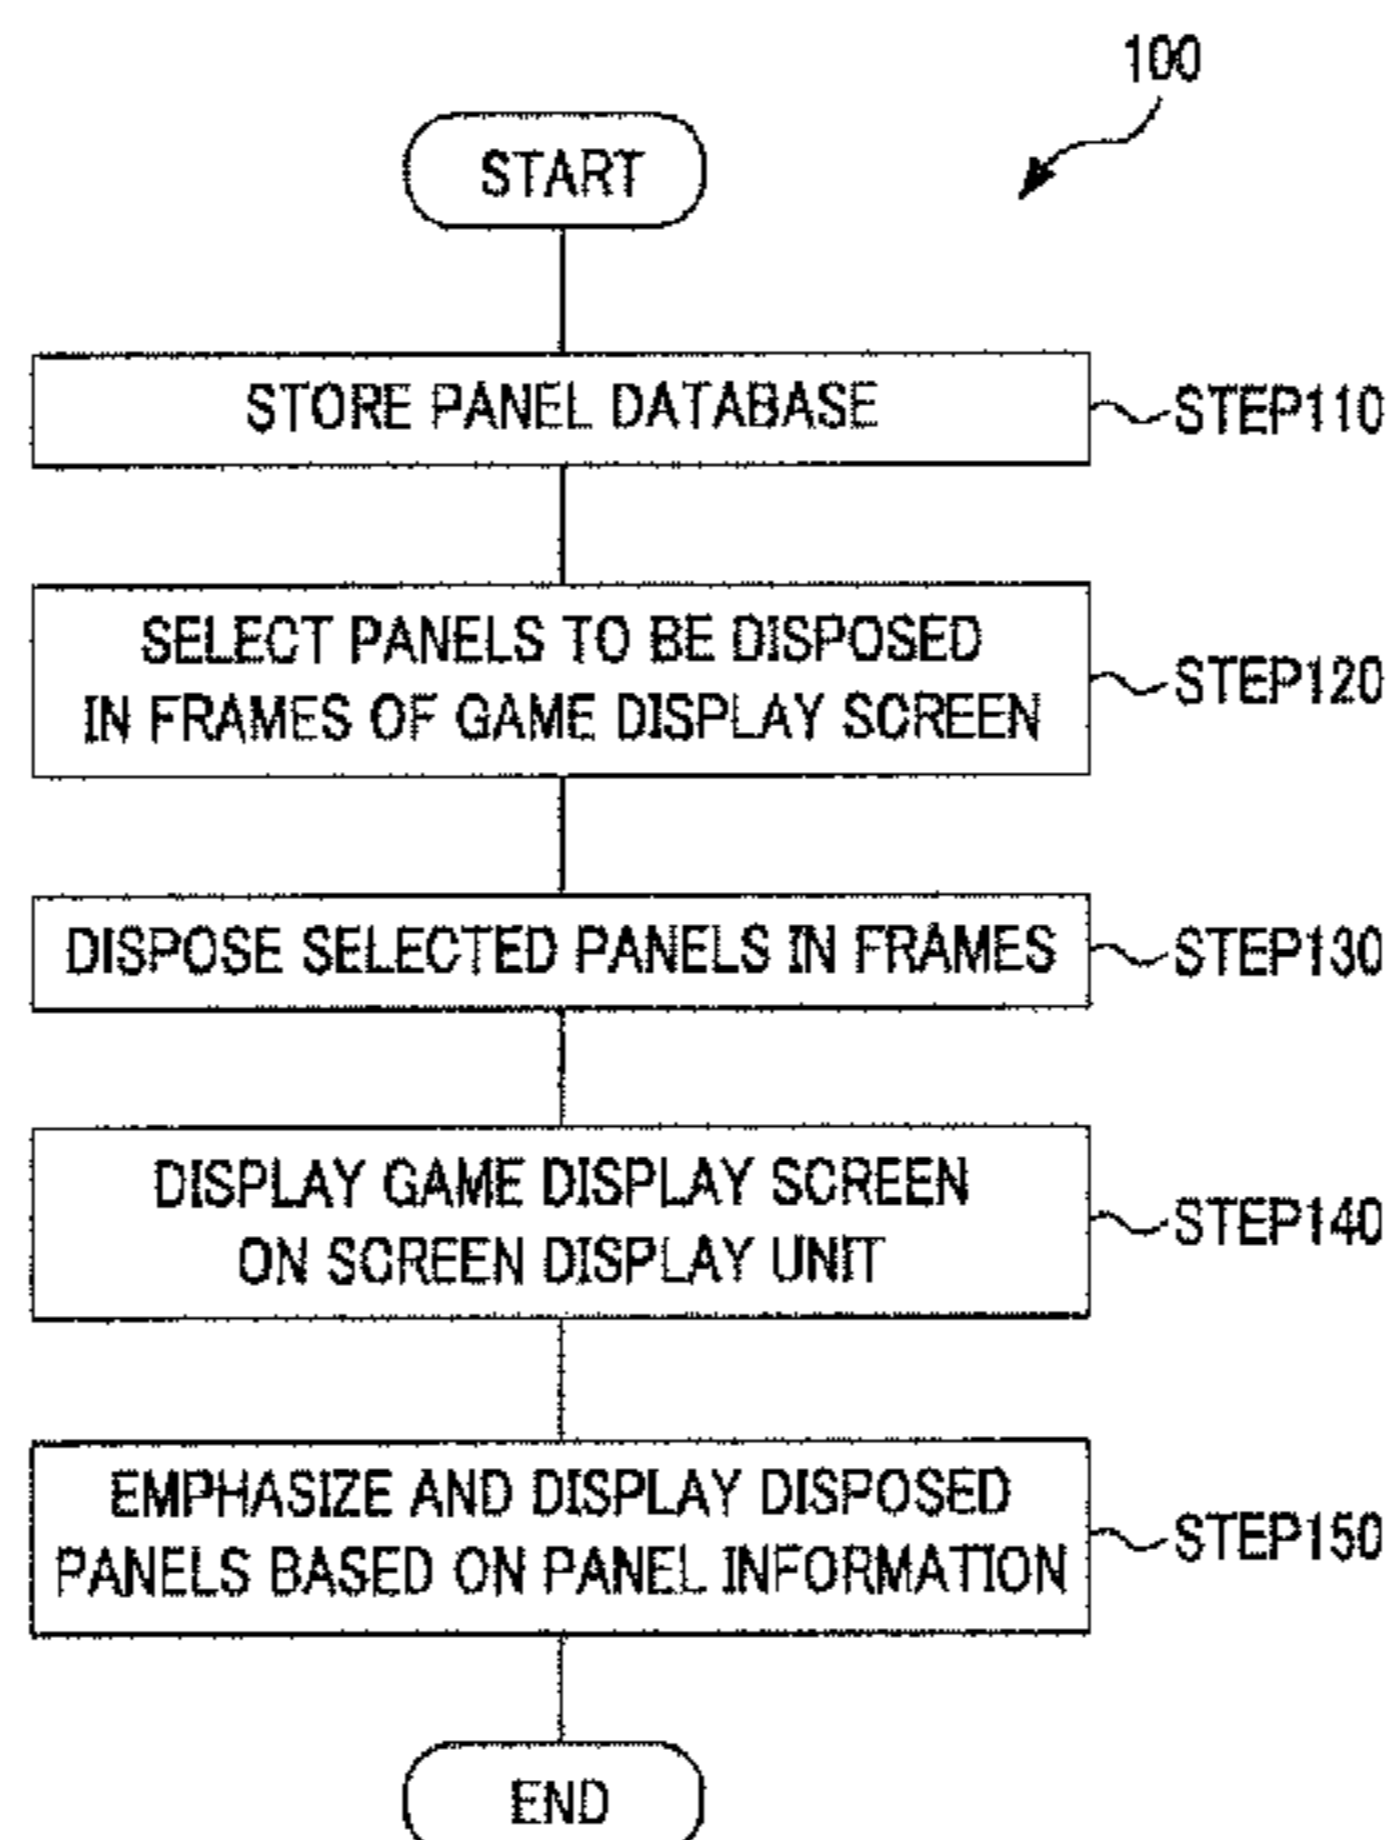 100
START
STORE PANEL DATABASE
STEP110
SELECT PANELS TO BE DISPOSED
IN FRAMES OF GAME DISPLAY SCREEN
STEP120
DISPOSE SELECTED PANELS IN FRAMES
STEP130
DISPLAY GAME DISPLAY SCREEN
ON SCREEN DISPLAY UNIT
STEP140
EMPHASIZE AND DISPLAY DISPOSED
PANELS BASED ON PANEL INFORMATION
STEP150
END